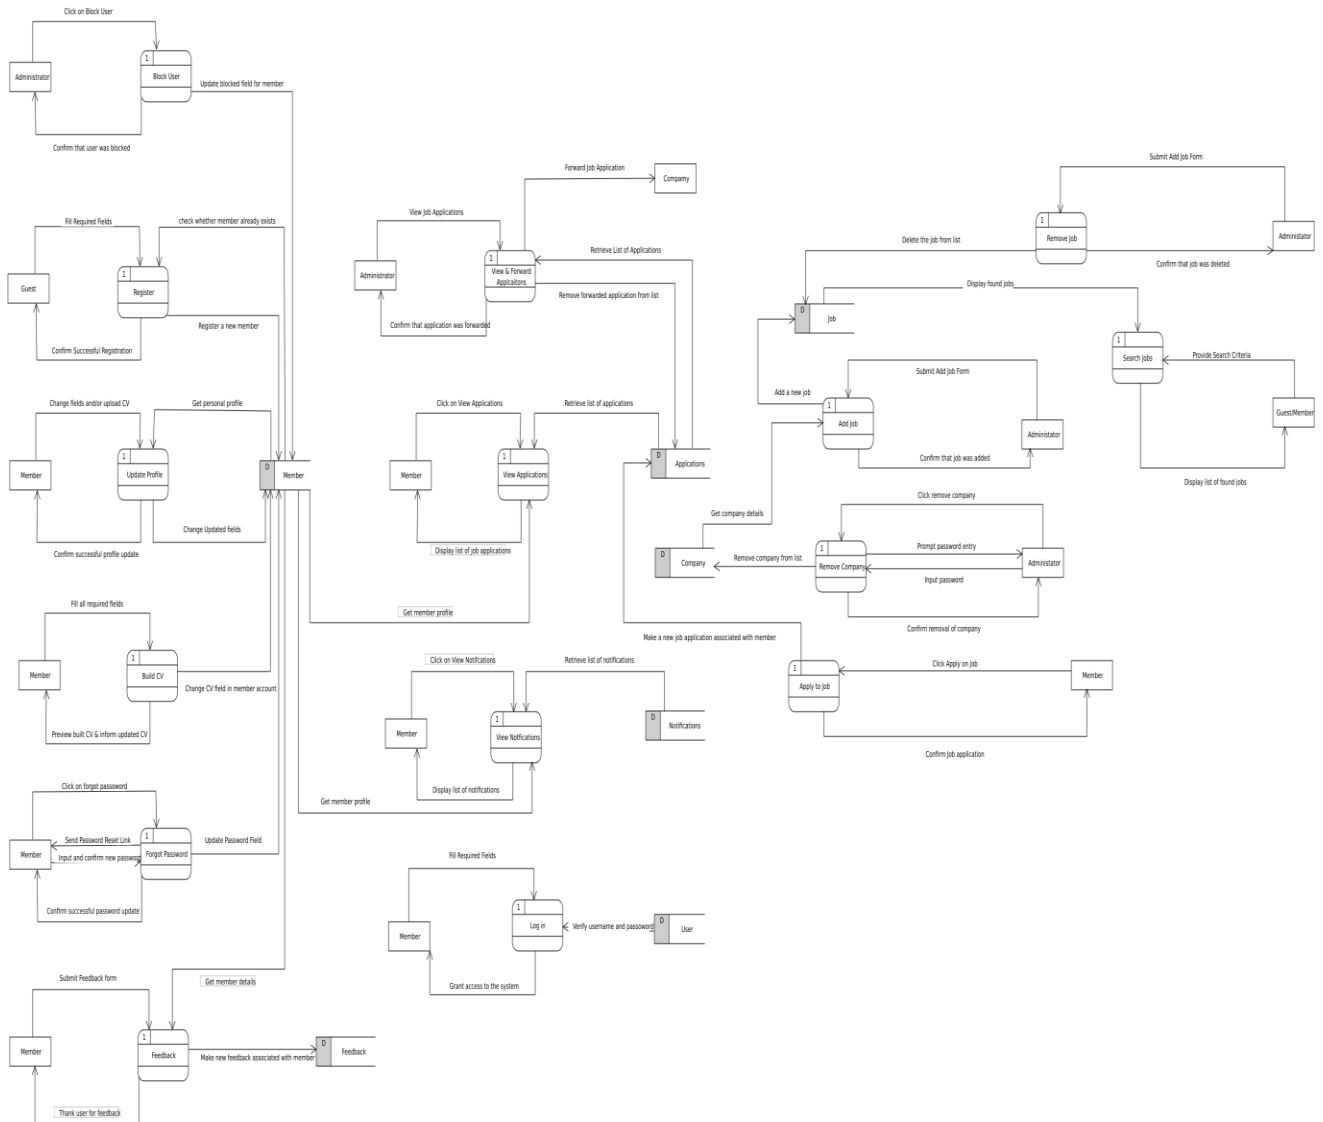 Click on Block User
1
Block User
Administrator
Update blocked field for member
Confirm that user was blocked
Fill Required Fields
check whether member already exists
1
Register
Guest
Register a new member
Confirm Successful Registration
Change fields and/or upload CV
Get personal profile
1
Update Profile
Member
D
Member
Change Updated fields
Confirm successful profile update
Fill all required fields
1
Build CV
Member
Change CV field in member account
Preview built CV & inform updated CV
Click on forgot password
1
Forgot Password
Member
Send Password Reset Link
Input and confirm new password
Update Password Field
Confirm successful password update
Submit Feedback form
Get member details
1
Feedback
Member
Make new feedback associated with member
D
Feedback
Thank user for feedback
Forward Job Application
Compamy
View Job Applications
1
View & Forward
Applcaitons
Administrator
Retrieve List of Applications
Remove forwarded application from list
Confirm that application was forwarded
Click on View Applications
Retrieve list of applications
1
View Applications
Member
D
Applcations
Display list of job applications
Get member profile
Click on View Notifcations
Retrieve list of notifications
1
View Notfications
Member
D
Notifications
Display list of notifications
Get member profile
Fill Required Fields
1
Log in
Member
Verify username and password
D
User
Grant access to the system
Submit Add Job Form
1
Remove Job
Administator
Delete the job from list
Confirm that job was deleted
Display found jobs
D
Job
1
Search Jobs
Provide Search Criteria
Guest/Member
Display list of found jobs
Submit Add Job Form
Add a new job
1
Add Job
Administator
Confirm that job was added
Get company details
Click remove company
D
Company
Remove company from list
1
Remove Company
Prompt password entry
Input password
Administator
Confirm removal of company
Make a new job application associated with member
1
Apply to Job
Click Apply on Job
Member
Confirm Job application